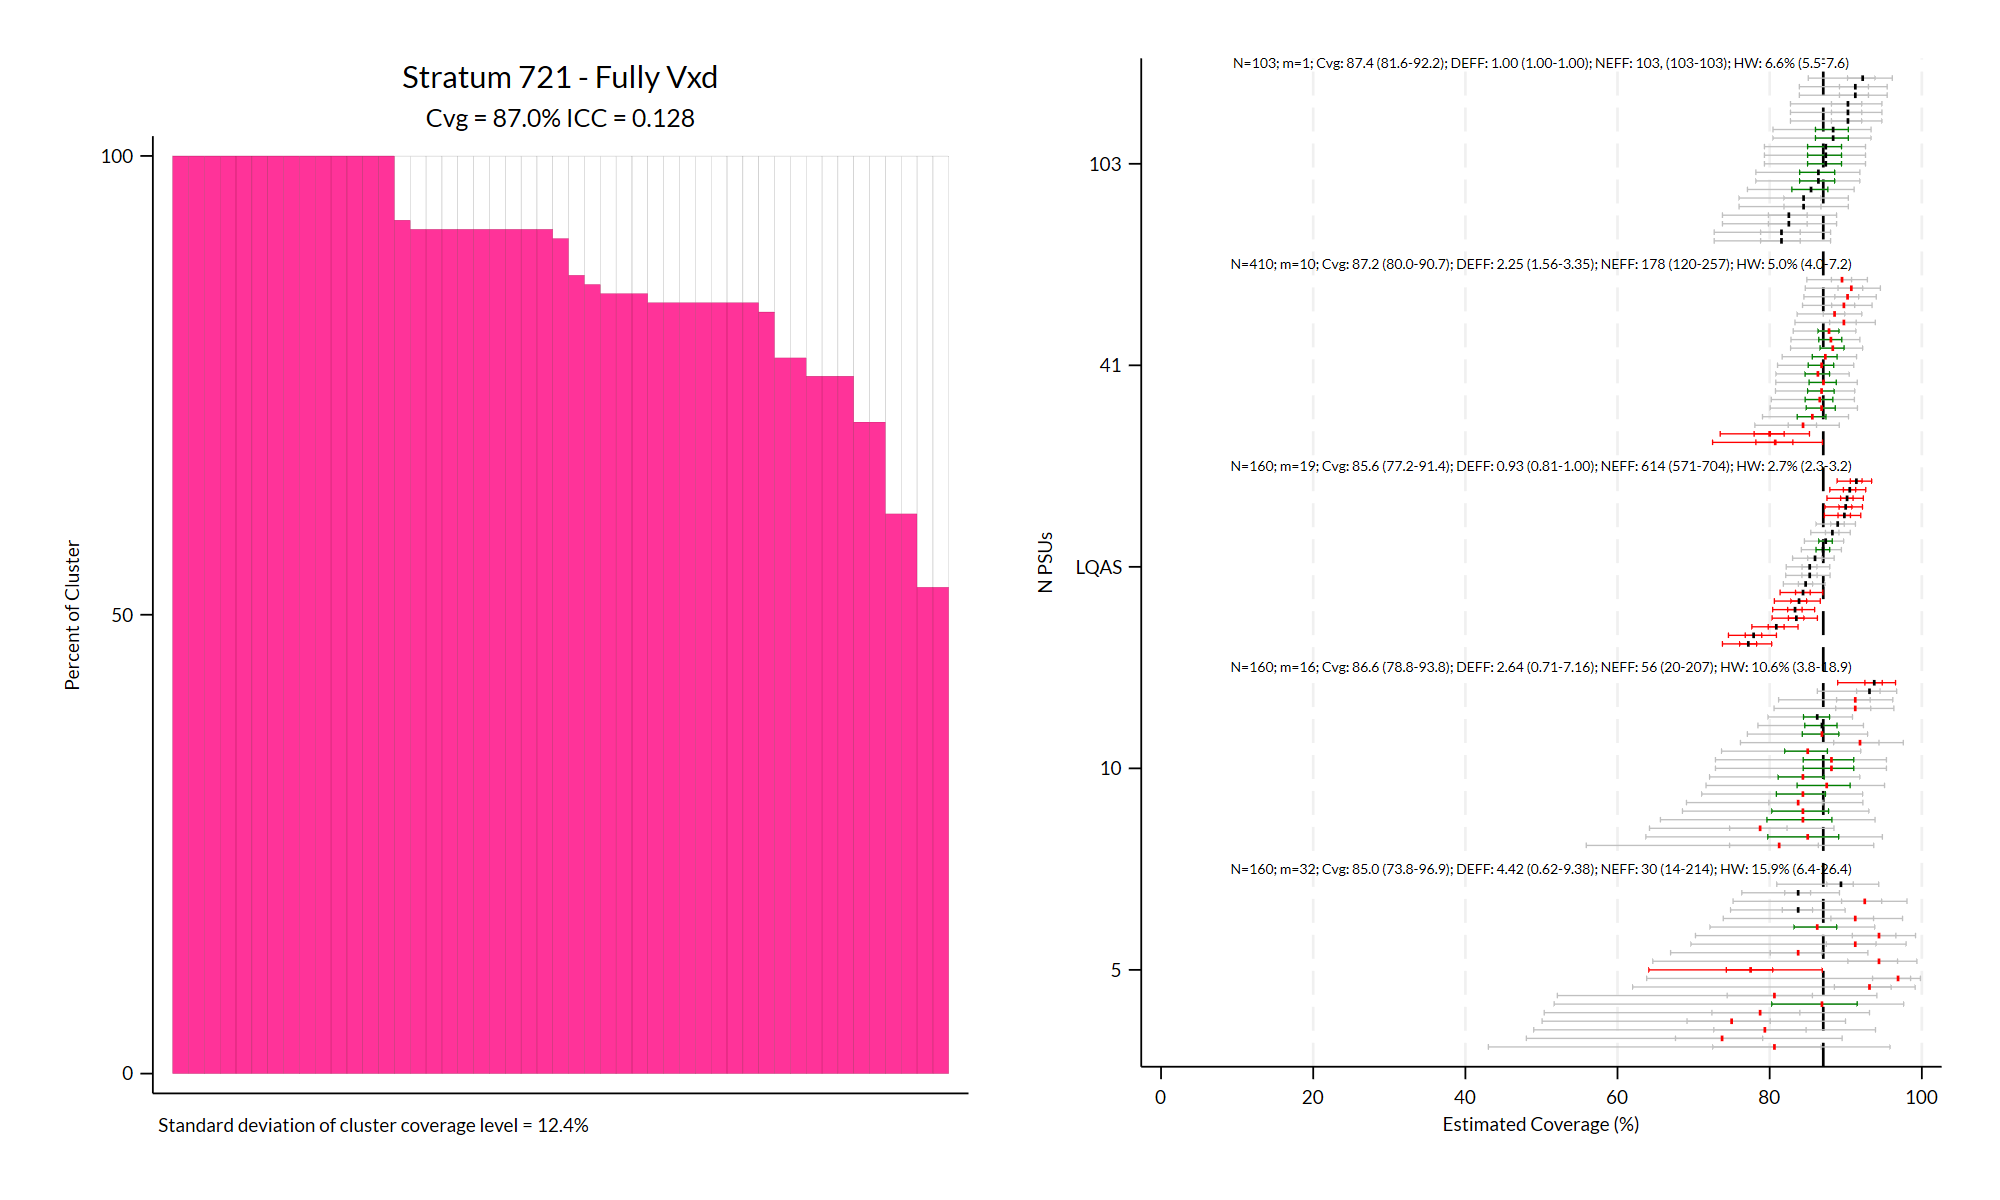 Stratum 721 - Fully Vxd
Cvg = 87.0% ICC = 0.128
100
50
0
Percent of Cluster
Standard deviation of cluster coverage level = 12.4%
N=103; m=1; Cvg: 87.4 (81.6-92.2); DEFF: 1.00 (1.00-1.00); NEFF: 103, (103-103); HW: 6.6% (5.5-7.6)
103
N=410; m=10; Cvg: 87.2 (80.0-90.7); DEFF: 2.25 (1.56-3.35); NEFF: 178 (120-257); HW: 5.0% (4.0-7.2)
41
N=160; m=19; Cvg: 85.6 (77.2-91.4); DEFF: 0.93 (0.81-1.00); NEFF: 614 (571-704); HW: 2.7% (2.3-3.2)
N PSUs
LQAS
N=160; m=16; Cvg: 86.6 (78.8-93.8); DEFF: 2.64 (0.71-7.16); NEFF: 56 (20-207); HW: 10.6% (3.8-18.9)
10
N=160; m=32; Cvg: 85.0 (73.8-96.9); DEFF: 4.42 (0.62-9.38); NEFF: 30 (14-214); HW: 15.9% (6.4-26.4)
5
0 20 40 60 80 100
Estimated Coverage (%)